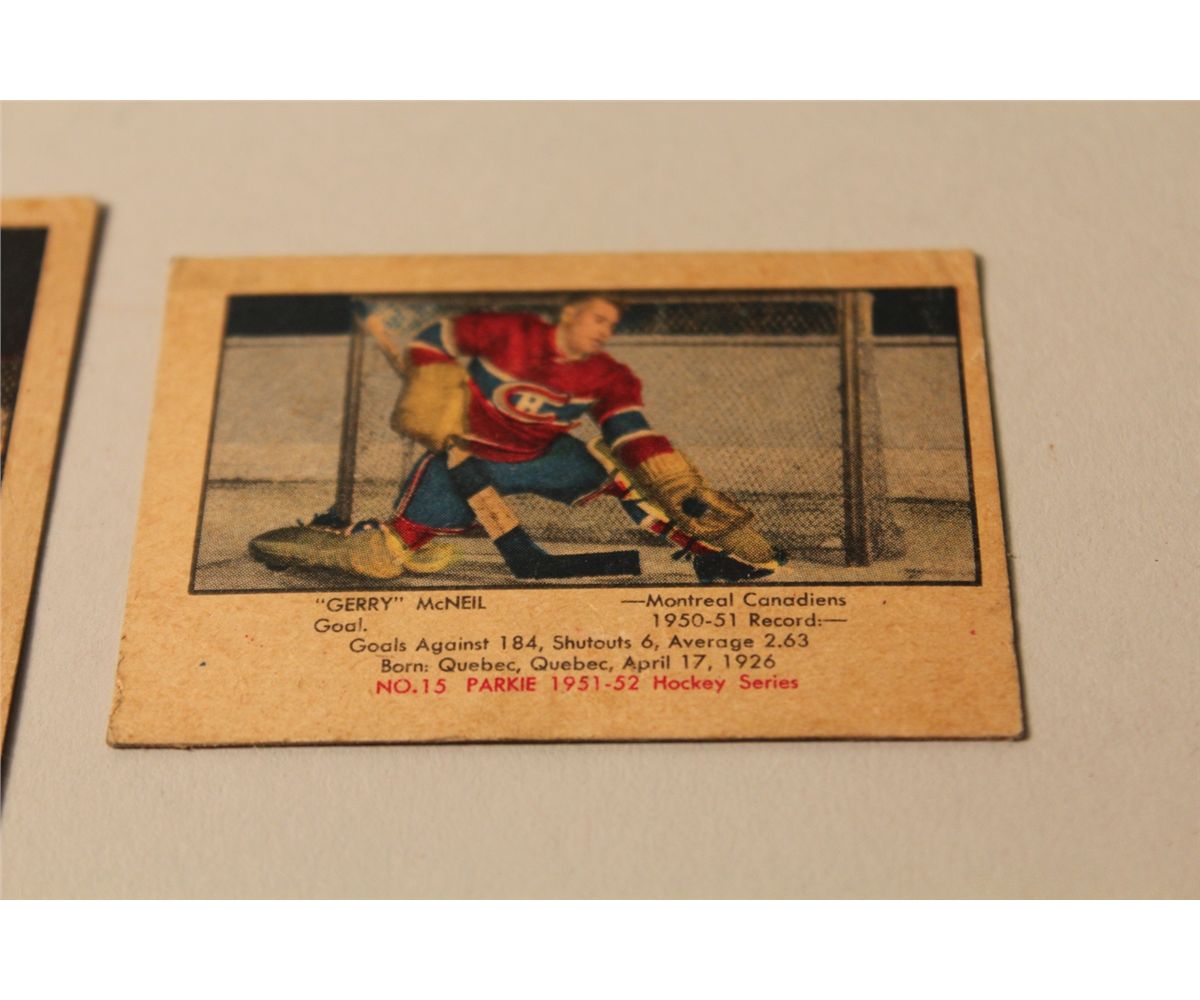 "GERRY" McNEIL —Montreal Canadiens
Goal. 1950-51 Record:—
Goals Against 184, Shutouts 6, Average 2.63
Born: Quebec, Quebec, April 17, 1926
NO.15 PARKIE 1951-52 Hockey Series